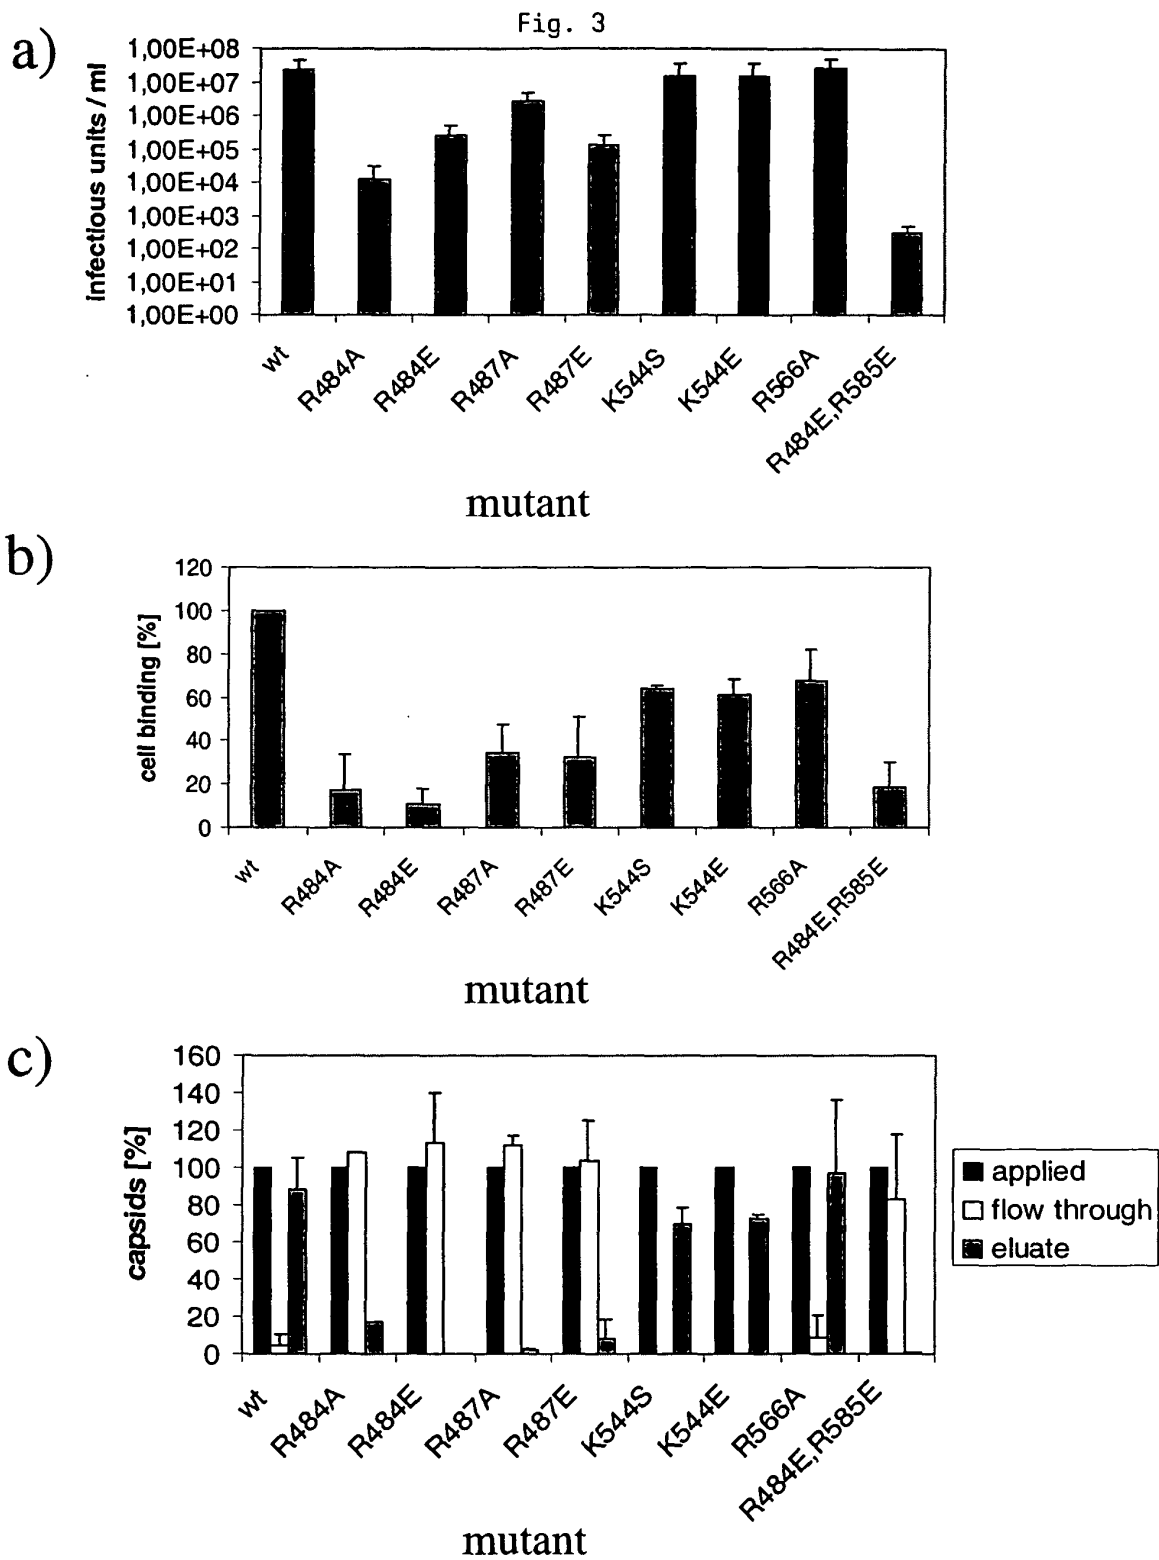 Fig. 3
a)
infectious units / ml
1,00E+08
1,00E+07
1,00E+06
1,00E+05
1,00E+04
1,00E+03
1,00E+02
1,00E+01
1,00E+00
wt
R484A
R484E
R487A
R487E
K544S
K544E
R566A
R484E,R585E
mutant
b)
cell binding [%]
120
100
80
60
40
20
0
wt
R484A
R484E
R487A
R487E
K544S
K544E
R566A
R484E,R585E
mutant
c)
capsids [%]
160
140
120
100
80
60
40
20
0
wt
R484A
R484E
R487A
R487E
K544S
K544E
R566A
R484E,R585E
mutant
applied
flow through
eluate